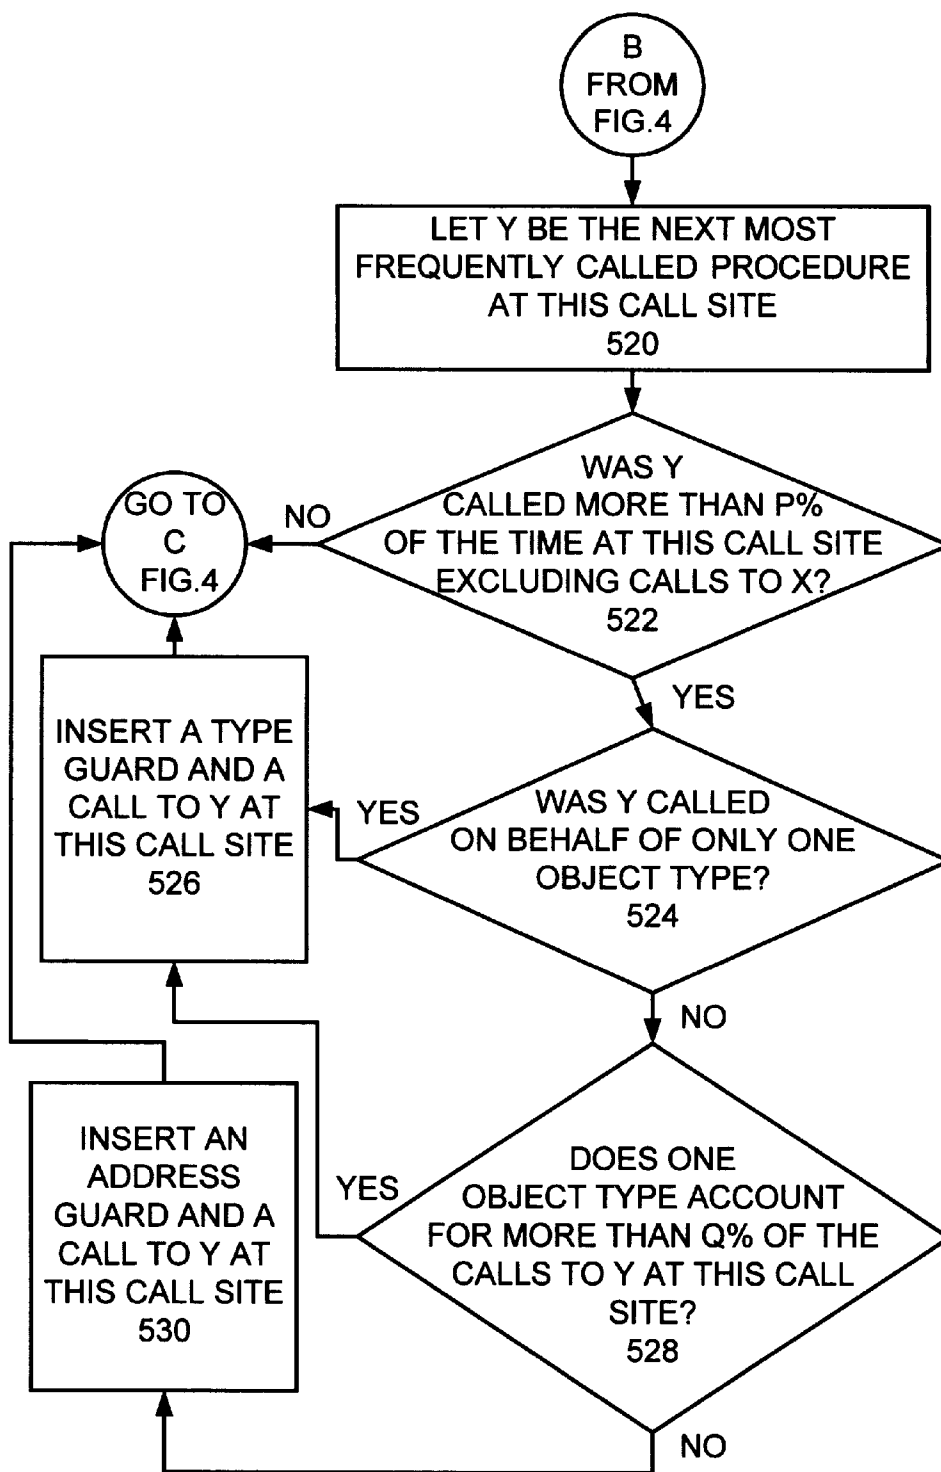 B
FROM
FIG.4
LET Y BE THE NEXT MOST
FREQUENTLY CALLED PROCEDURE
AT THIS CALL SITE
520
WAS Y
CALLED MORE THAN P%
OF THE TIME AT THIS CALL SITE
EXCLUDING CALLS TO X?
522
NO
GO TO
C
FIG.4
YES
INSERT A TYPE
GUARD AND A
CALL TO Y AT
THIS CALL SITE
526
YES
WAS Y CALLED
ON BEHALF OF ONLY ONE
OBJECT TYPE?
524
NO
INSERT AN
ADDRESS
GUARD AND A
CALL TO Y AT
THIS CALL SITE
530
YES
DOES ONE
OBJECT TYPE ACCOUNT
FOR MORE THAN Q% OF THE
CALLS TO Y AT THIS CALL
SITE?
528
NO